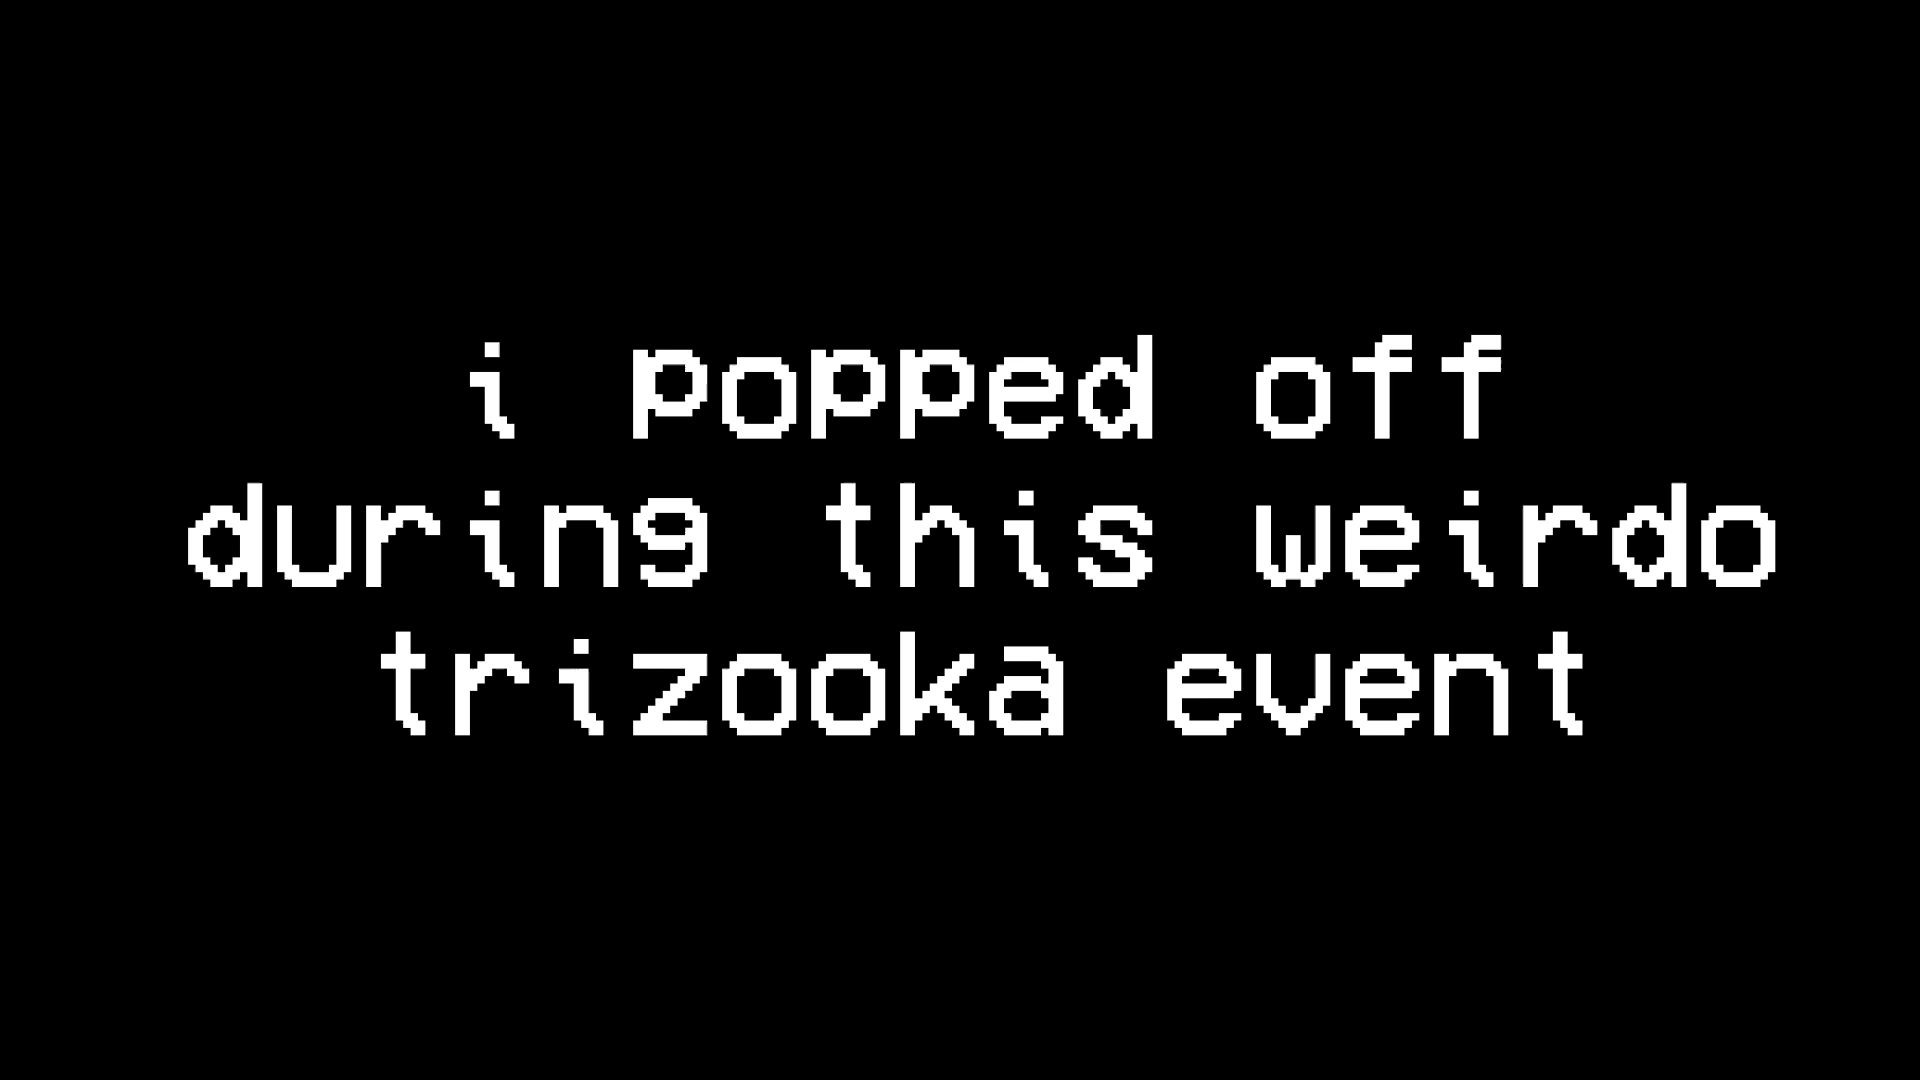 i popped off
during this weirdo
trizooka event